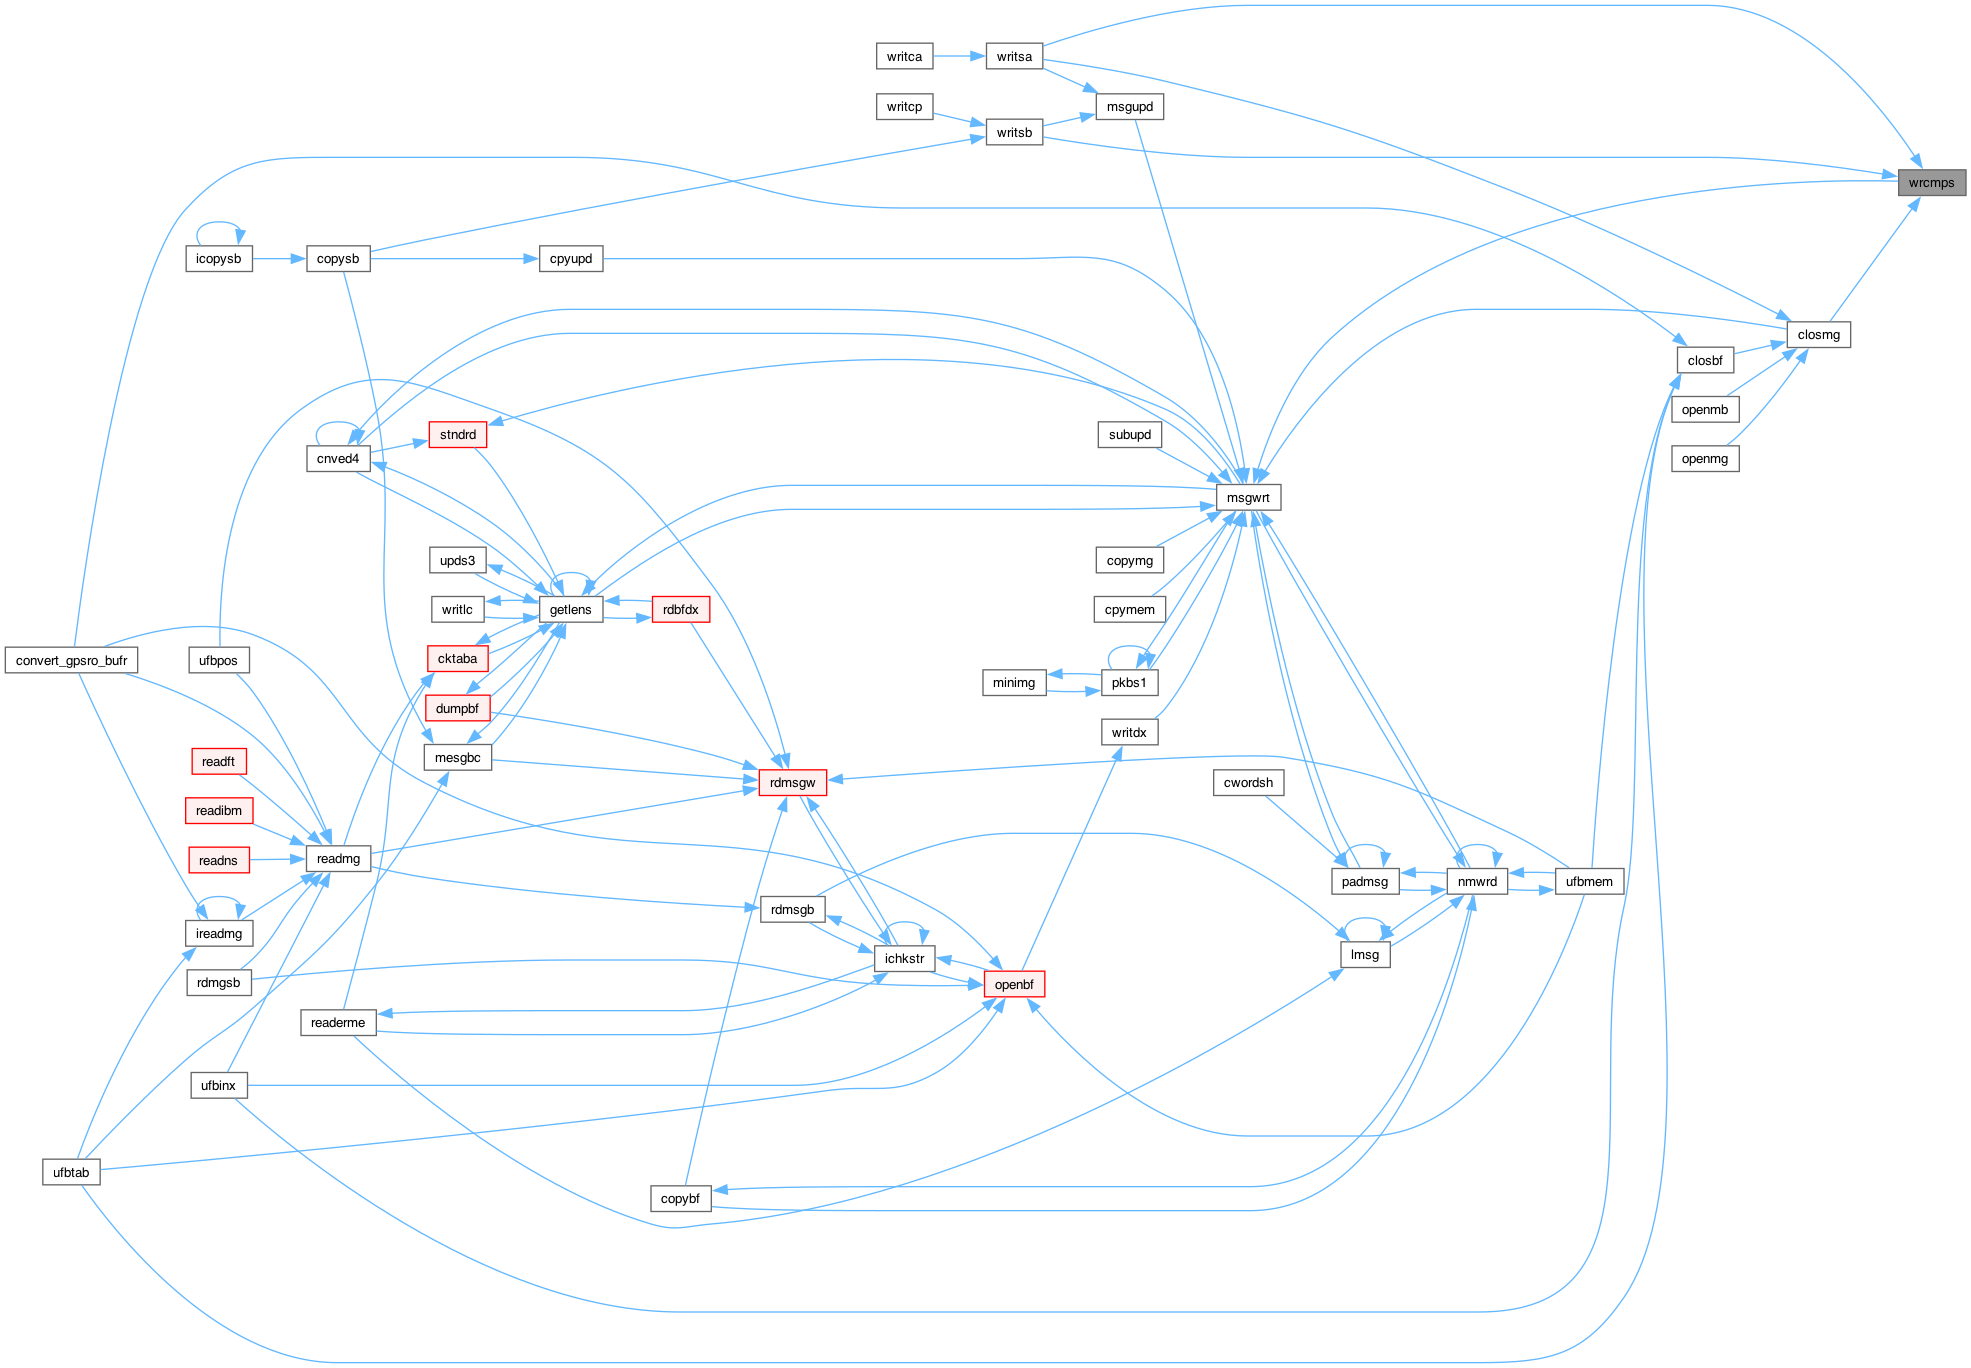 writca
writsa
writcp
msgupd
writsb
wrcmps
icopysb
copysb
cpyupd
closmg
closbf
openmb
stndrd
subupd
cnved4
openmg
msgwrt
upds3
copymg
writlc
getlens
rdbfdx
cpymem
convert_gpsro_bufr
ufbpos
cktaba
minimg
pkbs1
dumpbf
writdx
mesgbc
readft
rdmsgw
cwordsh
readibm
readns
readmg
padmsg
nmwrd
ufbmem
rdmsgb
ireadmg
ichkstr
lmsg
rdmgsb
openbf
readerme
ufbinx
ufbtab
copybf